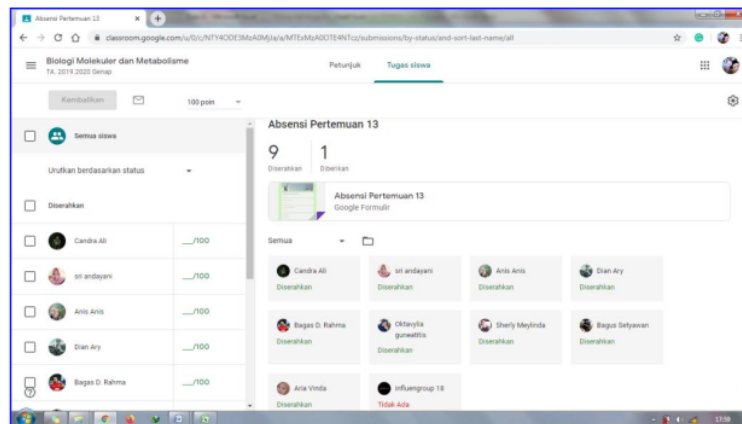 Absensi Pertemuan 13
classroom.google.com/u/0/c/NTY4ODE3MzA0MjJa/a/MTExMzA0OTE4NTcz/submissions/by-status/and-sort-last-name/all
Biologi Molekuler dan Metabolisme
TA. 2019.2020 Genap
Petunjuk
Tugas siswa
Kembalikan
100 poin
Semua siswa
Urutkan berdasarkan status
Diserahkan
Candra Ali
__/100
sri andayani
__/100
Anis Anis
__/100
Dian Ary
__/100
Bagas D. Rahma
__/100
Absensi Pertemuan 13
9
Diserahkan
1
Diberikan
Absensi Pertemuan 13
Google Formulir
Semua
Candra Ali
Diserahkan
sri andayani
Diserahkan
Anis Anis
Diserahkan
Dian Ary
Diserahkan
Bagas D. Rahma
Diserahkan
Oktavylia
guneatitis
Diserahkan
Sherly Meylinda
Diserahkan
Bagus Setyawan
Diserahkan
Aria Vinda
Diserahkan
influengroup 18
Tidak Ada
17:59